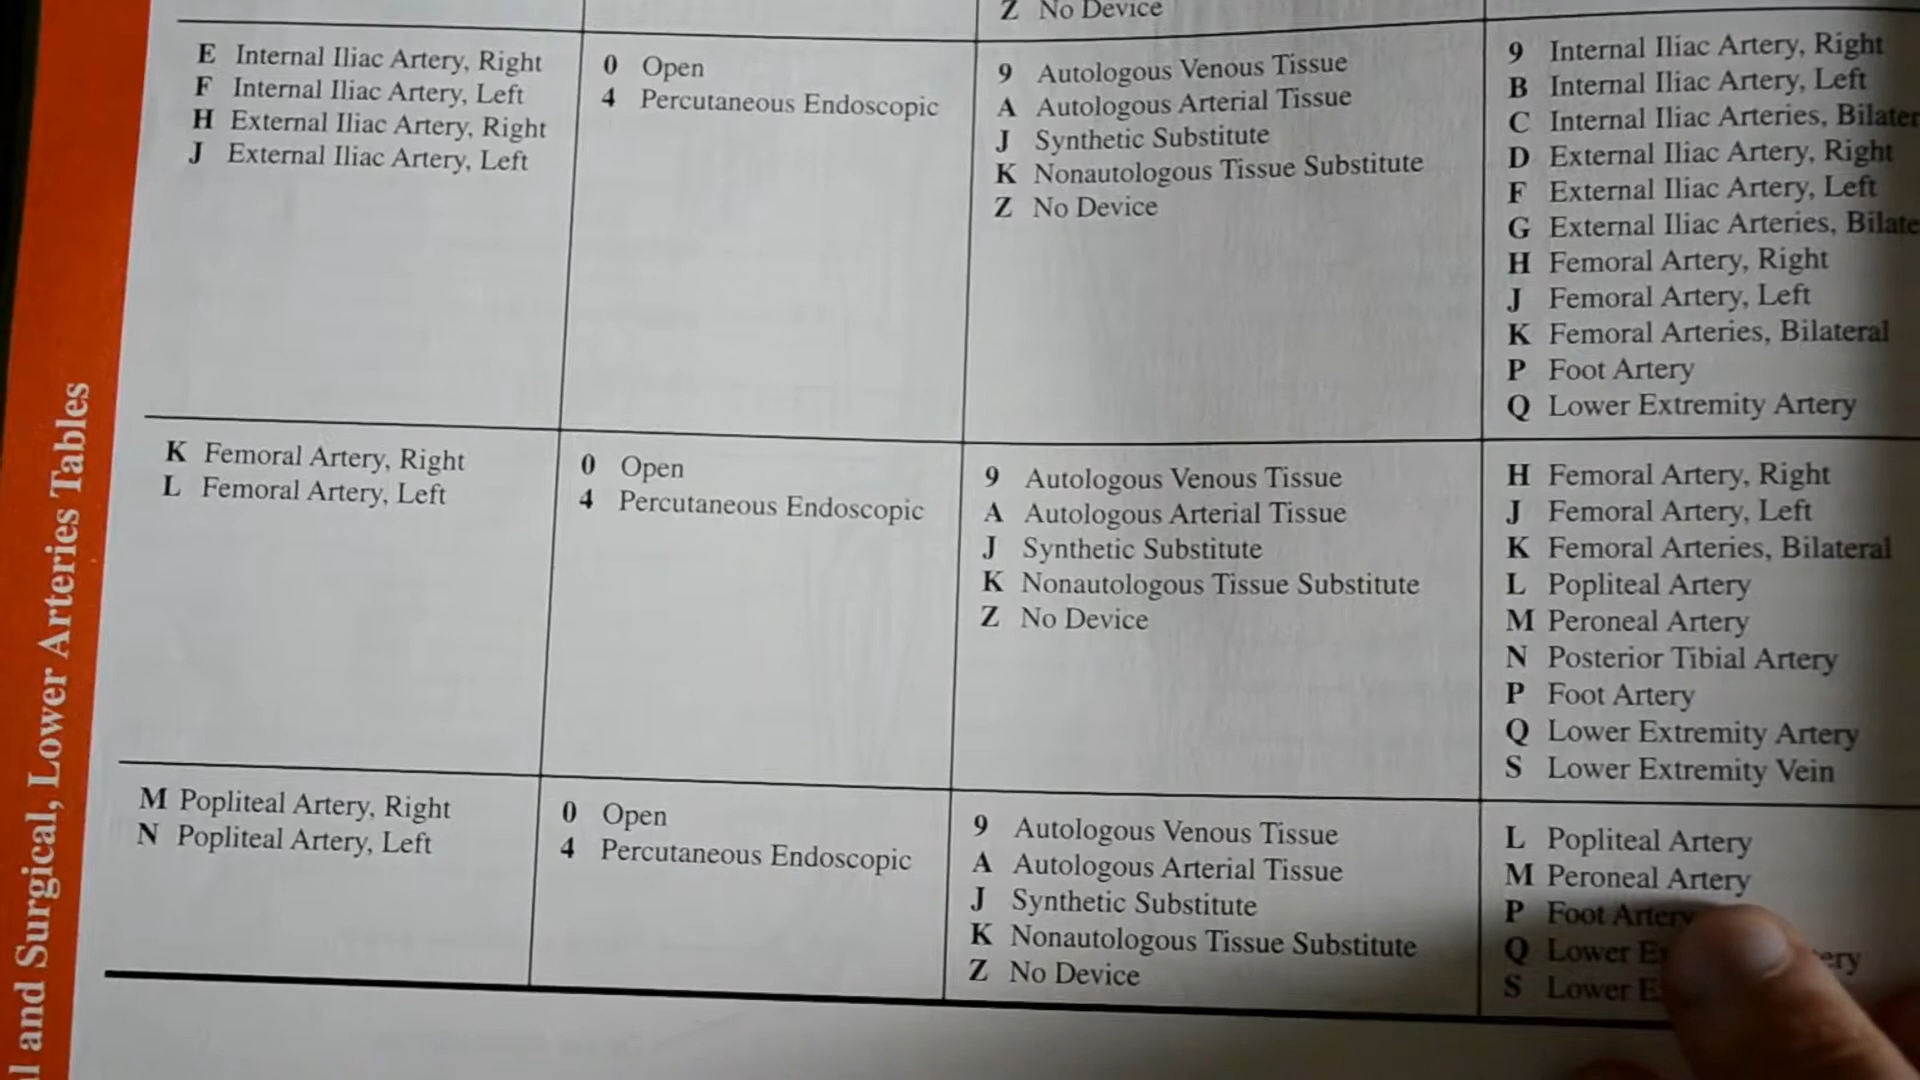 Z No Device
E Internal Iliac Artery, Right
F Internal Iliac Artery, Left
H External Iliac Artery, Right
J External Iliac Artery, Left
0 Open
4 Percutaneous Endoscopic
9 Autologous Venous Tissue
A Autologous Arterial Tissue
J Synthetic Substitute
K Nonautologous Tissue Substitute
Z No Device
9 Internal Iliac Artery, Right
B Internal Iliac Artery, Left
C Internal Iliac Arteries, Bilater
D External Iliac Artery, Right
F External Iliac Artery, Left
G External Iliac Arteries, Bilate
H Femoral Artery, Right
J Femoral Artery, Left
K Femoral Arteries, Bilateral
P Foot Artery
Q Lower Extremity Artery
K Femoral Artery, Right
L Femoral Artery, Left
0 Open
4 Percutaneous Endoscopic
9 Autologous Venous Tissue
A Autologous Arterial Tissue
J Synthetic Substitute
K Nonautologous Tissue Substitute
Z No Device
H Femoral Artery, Right
J Femoral Artery, Left
K Femoral Arteries, Bilateral
L Popliteal Artery
M Peroneal Artery
N Posterior Tibial Artery
P Foot Artery
Q Lower Extremity Artery
S Lower Extremity Vein
M Popliteal Artery, Right
N Popliteal Artery, Left
0 Open
4 Percutaneous Endoscopic
9 Autologous Venous Tissue
A Autologous Arterial Tissue
J Synthetic Substitute
K Nonautologous Tissue Substitute
Z No Device
L Popliteal Artery
M Peroneal Artery
P Foot Artery
Q Lower
S Lower
and Surgical, Lower Arteries Tables